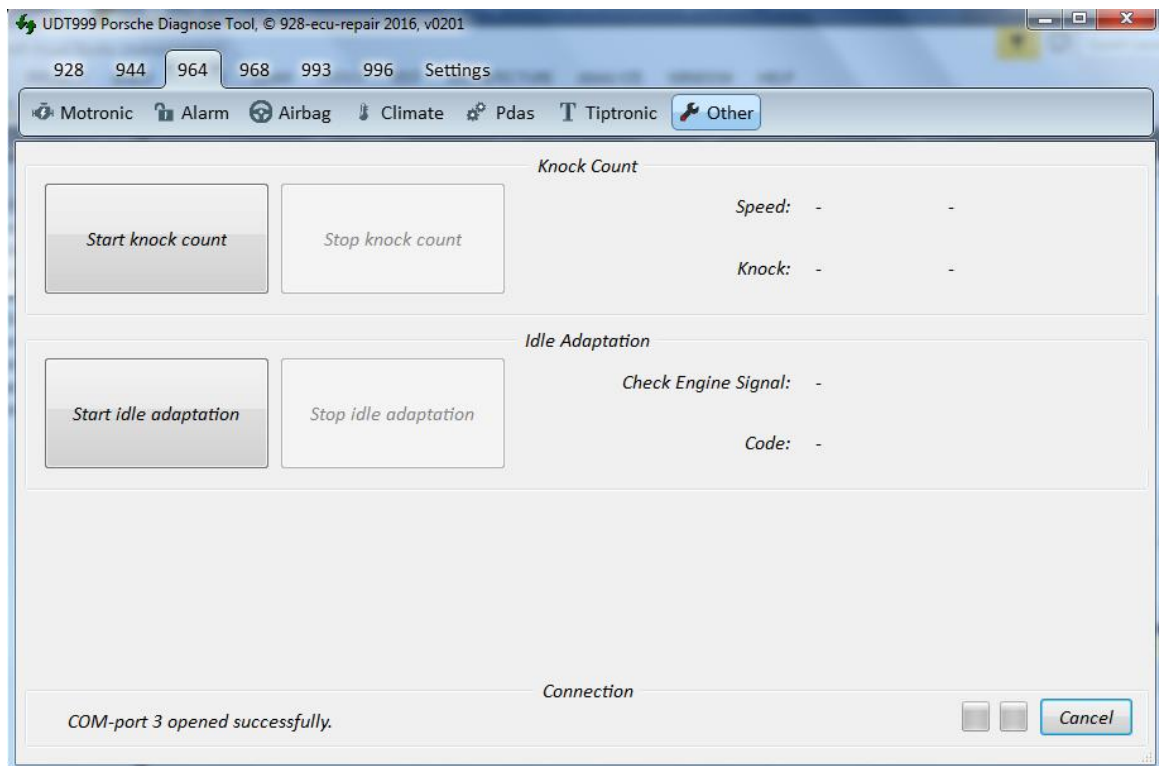 UDT999 Porsche Diagnose Tool, © 928-ecu-repair 2016, v0201
928 944 964 968 993 996 Settings
Motronic Alarm Airbag Climate Pdas Tiptronic Other
Knock Count
Start knock count Stop knock count
Speed: - -
Knock: - -
Idle Adaptation
Start idle adaptation Stop idle adaptation
Check Engine Signal: -
Code: -
Connection
COM-port 3 opened successfully. Cancel